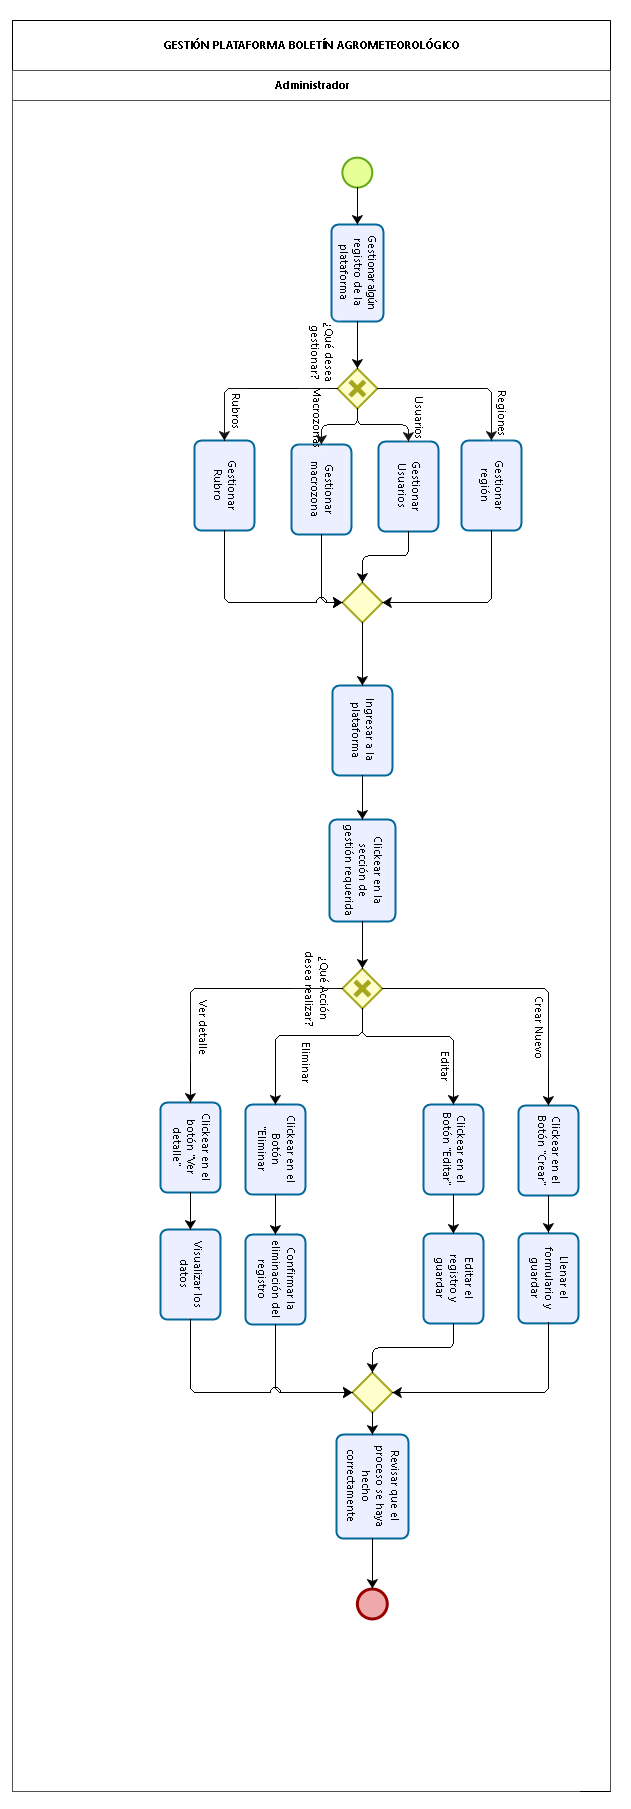 GESTIÓN PLATAFORMA BOLETÍN AGROMETEOROLÓGICO
Administrador
Gestionar algún
registro de la
plataforma
¿Qué desea
gestionar?
Rubros
Macrozonas
Usuarios
Regiones
Gestionar
Rubro
Gestionar
macrozona
Gestionar
Usuarios
Gestionar
región
Ingresar a la
plataforma
Clickear en la
sección de
gestión requerida
¿Qué Acción
desea realizar?
Ver detalle
Eliminar
Editar
Crear Nuevo
Clickear en el
botón "Ver
detalle"
Clickear en el
Botón
"Eliminar
Clickear en el
Botón "Editar"
Clickear en el
Botón "Crear"
Visualizar los
datos
Confirmar la
eliminación del
registro
Editar el
registro y
guardar
Llenar el
formulario y
guardar
Revisar que el
proceso se haya
hecho
correctamente